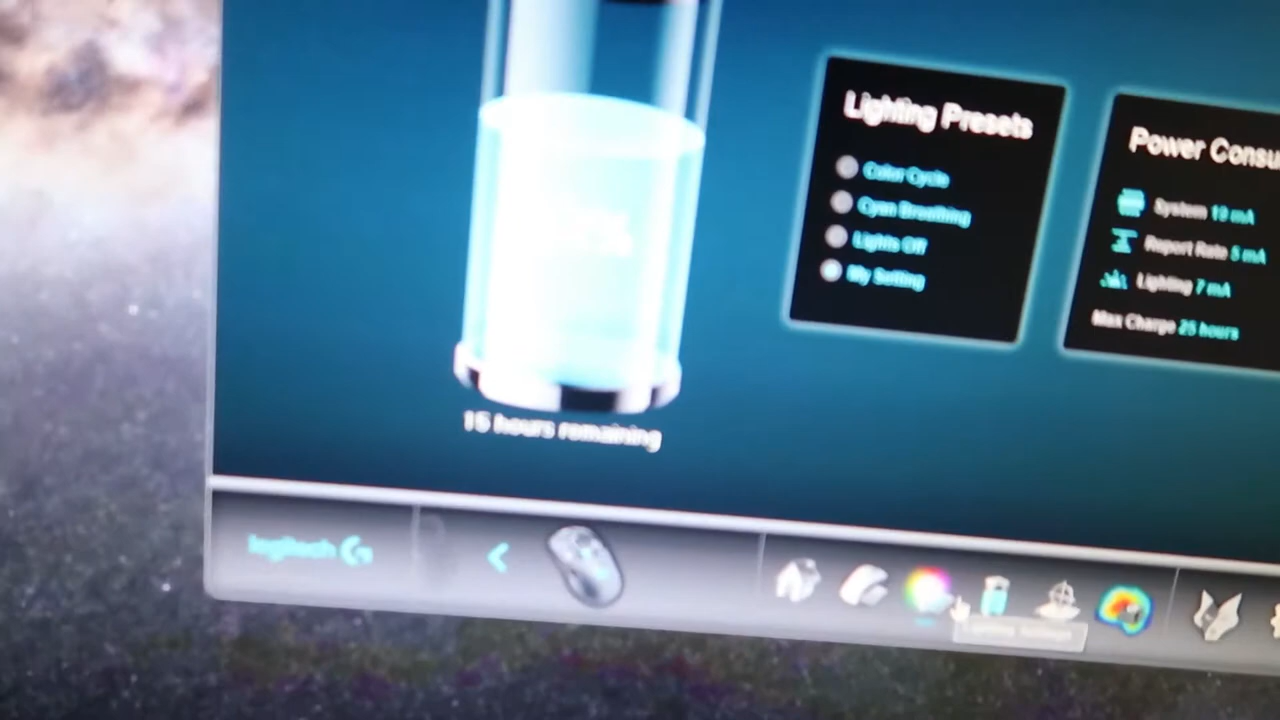 Lighting Presets
Color Cycle
Cyan Breathing
Lights Off
My Setting
Power Consu
System 19 mA
Report Rate 5 mA
Lighting 7 mA
Max Charge 25 hours
15 hours remaining
logitech G